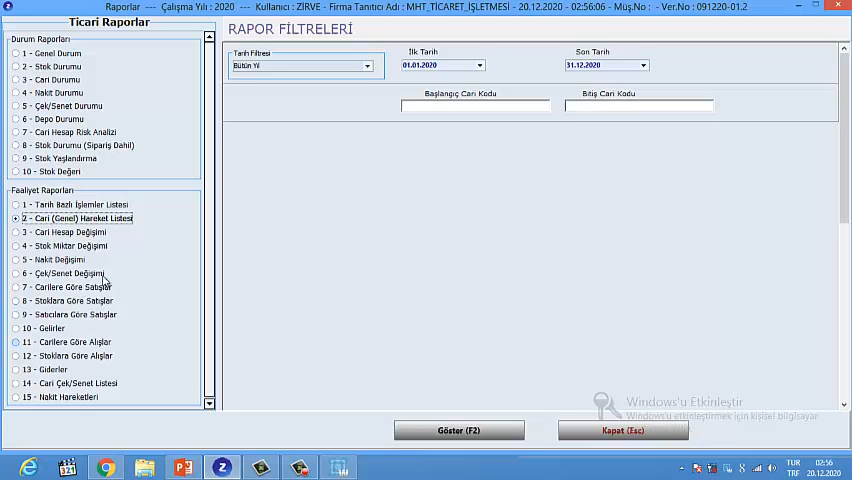 Raporlar --- Çalışma Yılı : 2020 - Kullanıcı : ZİRVE - Firma Tanıtıcı Adı : MHT_TİCARET_İŞLETMESİ - 20.12.2020 - 02:56:06 - Müş.No : - Ver.No : 091220-01.2
Ticari Raporlar
Durum Raporları
1 - Genel Durum
2 - Stok Durumu
3 - Cari Durumu
4 - Nakit Durumu
5 - Çek/Senet Durumu
6 - Depo Durumu
7 - Cari Hesap Risk Analizi
8 - Stok Durumu (Sipariş Dahil)
9 - Stok Yaşlandırma
10 - Stok Değeri
Faaliyet Raporları
1 - Tarih Bazlı İşlemler Listesi
2 - Cari (Genel) Hareket Listesi
3 - Cari Hesap Değişimi
4 - Stok Miktar Değişimi
5 - Nakit Değişimi
6 - Çek/Senet Değişimi
7 - Carilere Göre Satışlar
8 - Stoklara Göre Satışlar
9 - Satıcılara Göre Satışlar
10 - Gelirler
11 - Carilere Göre Alışlar
12 - Stoklara Göre Alışlar
13 - Giderler
14 - Cari Çek/Senet Listesi
15 - Nakit Hareketleri
RAPOR FİLTRELERİ
Tarih Filtresi
Bütün Yıl
İlk Tarih
01.01.2020
Son Tarih
31.12.2020
Başlangıç Cari Kodu
Bitiş Cari Kodu
Windows'u Etkinleştir
Windows'u etkinleştirmek için kişisel bilgisayar
Göster (F2)
Kapat (Esc)
321
TUR
TRF
02:56
20.12.2020